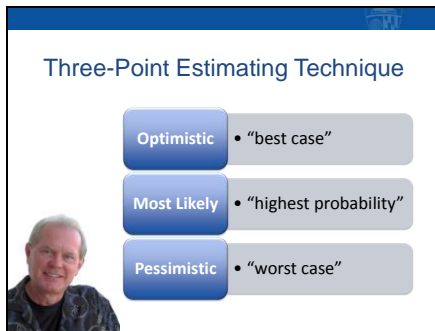 Three-Point Estimating Technique
Optimistic • “best case”
Most Likely • “highest probability”
Pessimistic • “worst case”